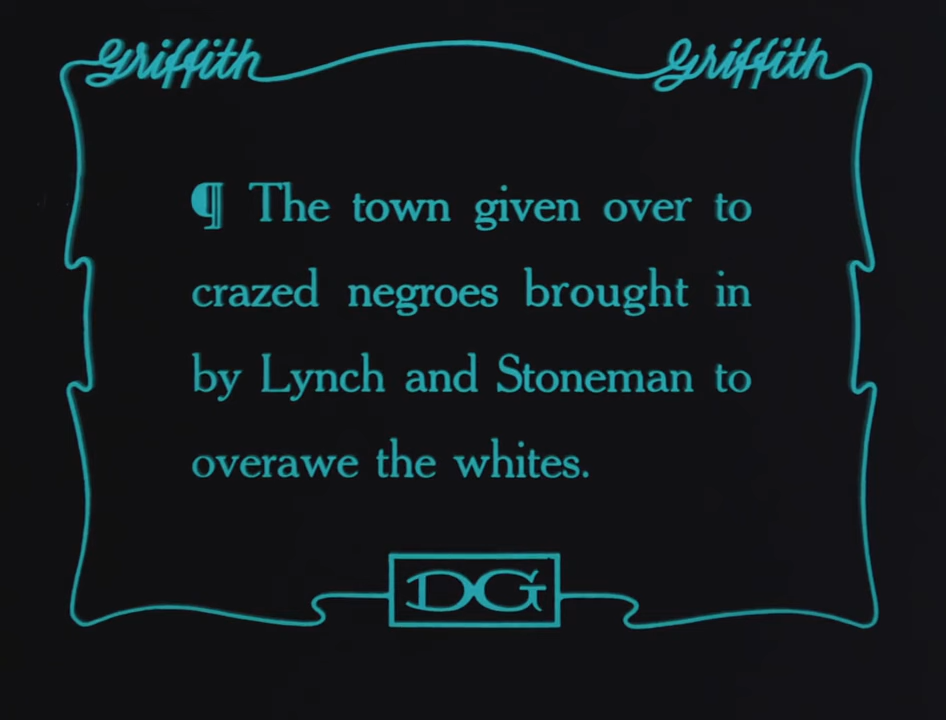 Griffith Griffith
¶ The town given over to
crazed negroes brought in
by Lynch and Stoneman to
overawe the whites.
DG